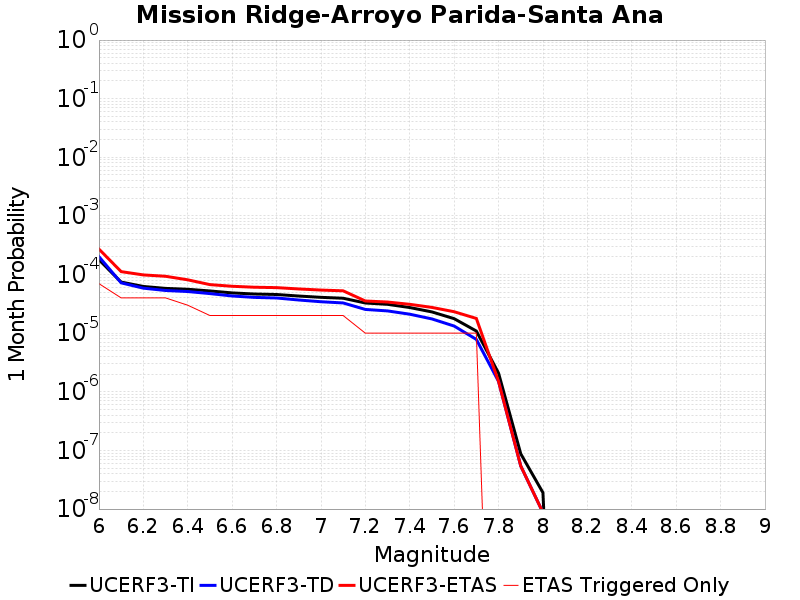 Mission Ridge-Arroyo Parida-Santa Ana
1 Month Probability
10^0
10^-1
10^-2
10^-3
10^-4
10^-5
10^-6
10^-7
10^-8
6 6.2 6.4 6.6 6.8 7 7.2 7.4 7.6 7.8 8 8.2 8.4 8.6 8.8 9
Magnitude
UCERF3-TI UCERF3-TD UCERF3-ETAS ETAS Triggered Only